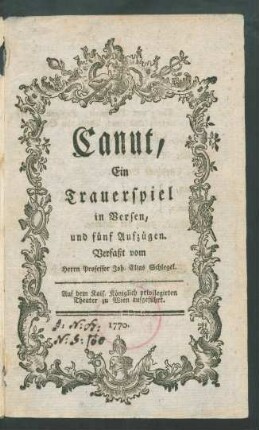 Canut,
Ein
Trauerspiel
in Versen,
und fünf Aufzügen.
Verfaßt vom
Herrn Professor Joh. Elias Schlegel.
Auf dem Kais. Königlich privilegirten
Theater zu Wien aufgeführt.
1770.